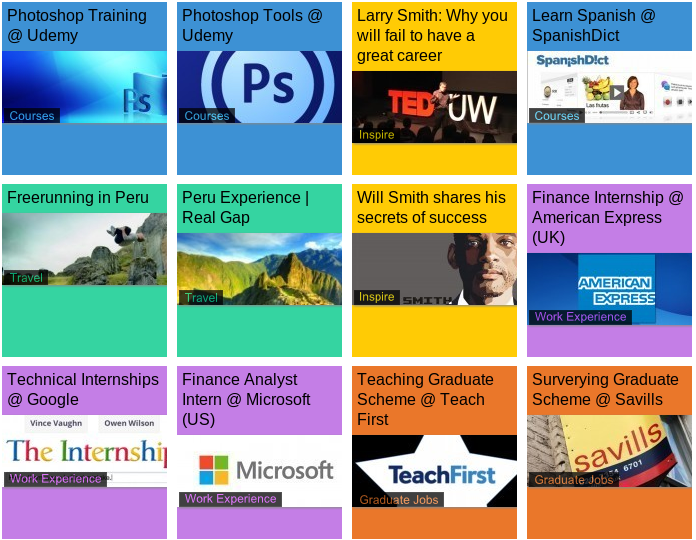 Photoshop Training
@ Udemy
Ps
Courses
Photoshop Tools @
Udemy
Ps
Courses
Larry Smith: Why you
will fail to have a
great career
TED UW
Inspire
Learn Spanish @
SpanishDict
SpanishDict
Las frutas
Courses
Freerunning in Peru
Travel
Peru Experience |
Real Gap
Travel
Will Smith shares his
secrets of success
SMITH
Inspire
Finance Internship @
American Express
(UK)
AMERICAN
EXPRESS
Work Experience
Technical Internships
@ Google
Vince Vaughn Owen Wilson
The Internship
Work Experience
Finance Analyst
Intern @ Microsoft
(US)
Microsoft
Work Experience
Teaching Graduate
Scheme @ Teach
First
TeachFirst
Graduate Jobs
Surverying Graduate
Scheme @ Savills
savills
6701
Graduate Jobs